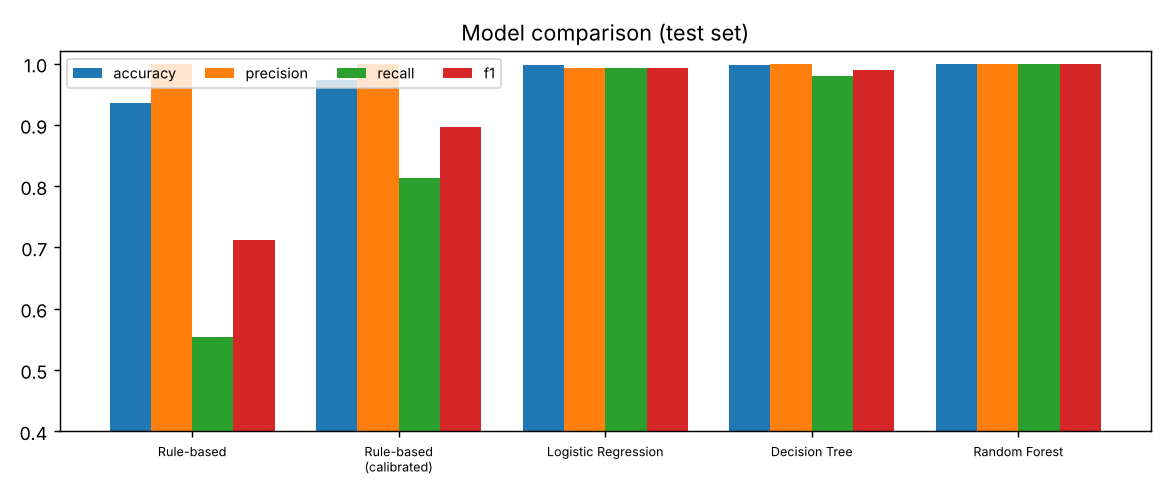 Model comparison (test set)
accuracy precision recall f1
1.0
0.9
0.8
0.7
0.6
0.5
0.4
Rule-based
Rule-based
(calibrated)
Logistic Regression
Decision Tree
Random Forest